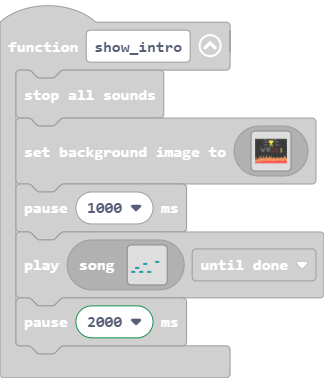 function show_intro
stop all sounds
set background image to
pause 1000 ms
play song until done
pause 2000 ms